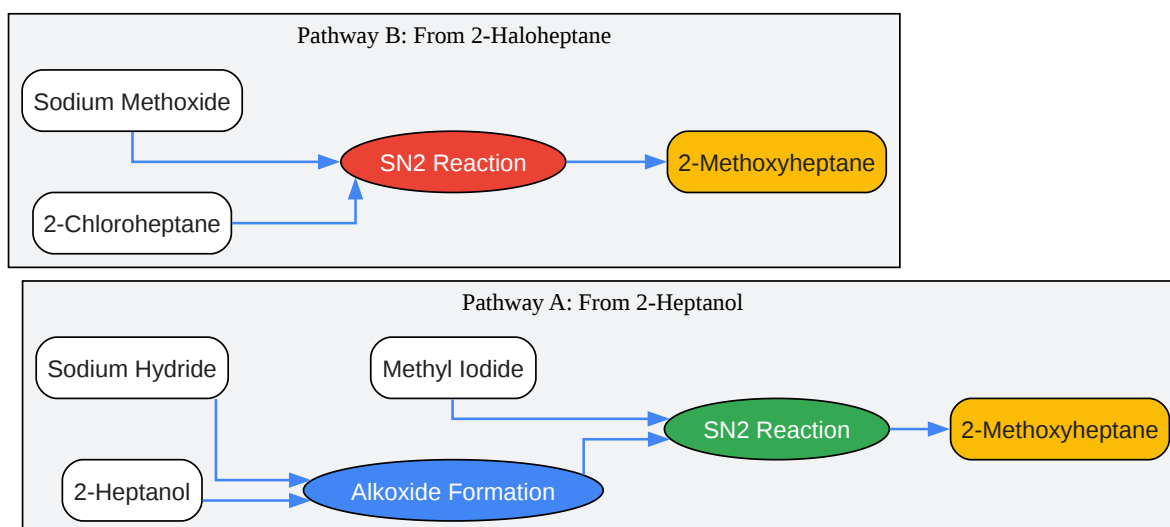 Pathway B: From 2-Haloheptane
Sodium Methoxide
SN2 Reaction
2-Methoxyheptane
2-Chloroheptane
Pathway A: From 2-Heptanol
Sodium Hydride
Methyl Iodide
SN2 Reaction
2-Methoxyheptane
2-Heptanol
Alkoxide Formation